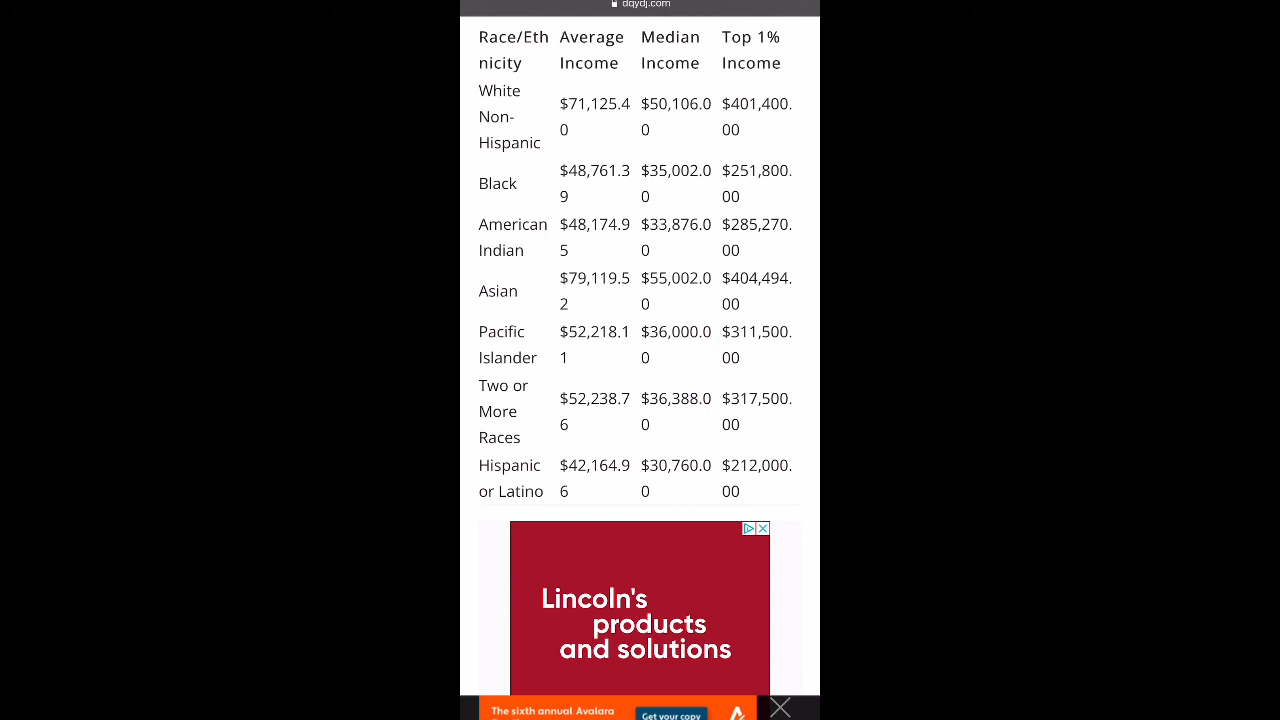 dqydj.com
Race/Eth Average Median Top 1%
nicity Income Income Income
White
$71,125.4 $50,106.0 $401,400.
Non-
0 0 00
Hispanic
$48,761.3 $35,002.0 $251,800.
Black
9 0 00
American $48,174.9 $33,876.0 $285,270.
Indian 5 0 00
$79,119.5 $55,002.0 $404,494.
Asian
2 0 00
Pacific $52,218.1 $36,000.0 $311,500.
Islander 1 0 00
Two or
$52,238.7 $36,388.0 $317,500.
More
6 0 00
Races
Hispanic $42,164.9 $30,760.0 $212,000.
or Latino 6 0 00
Lincoln's
products
and solutions
The sixth annual Avalara
Get your copy